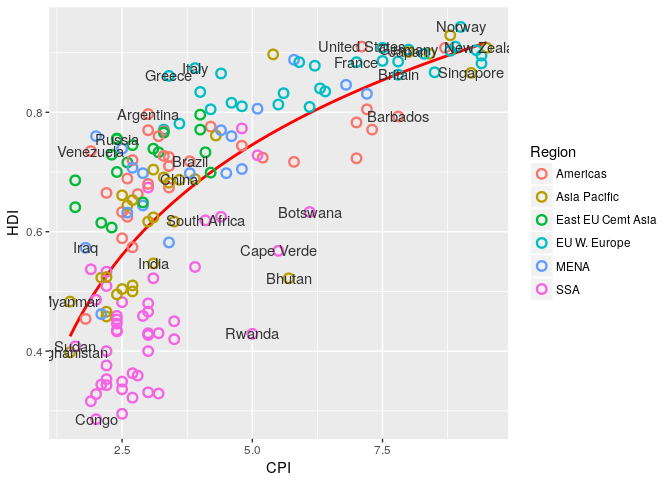 Norway
United States
Germany
New Zeala
Japan
France
Italy
Greece
Britain
Singapore
Argentina
Barbados
Russia
Venezuela
Brazil
China
Botswana
South Africa
Iraq
Cape Verde
India
Bhutan
Myanmar
Rwanda
Sudan
ghanistan
Congo
0.8
0.6
0.4
2.5
5.0
7.5
CPI
HDI
Region
Americas
Asia Pacific
East EU Cemt Asia
EU W. Europe
MENA
SSA